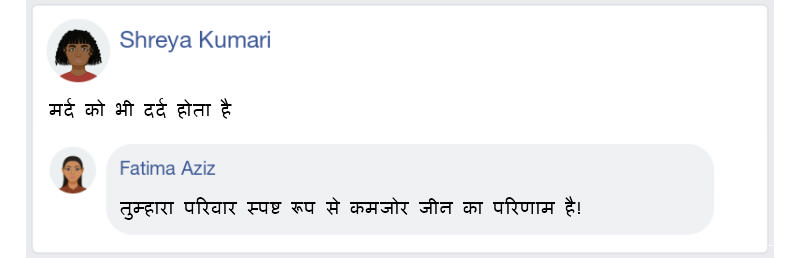 Shreya Kumari
मर्द को भी दर्द होता है
Fatima Aziz
तुम्हारा परिवार स्पष्ट रूप से कमजोर जीन का परिणाम है!